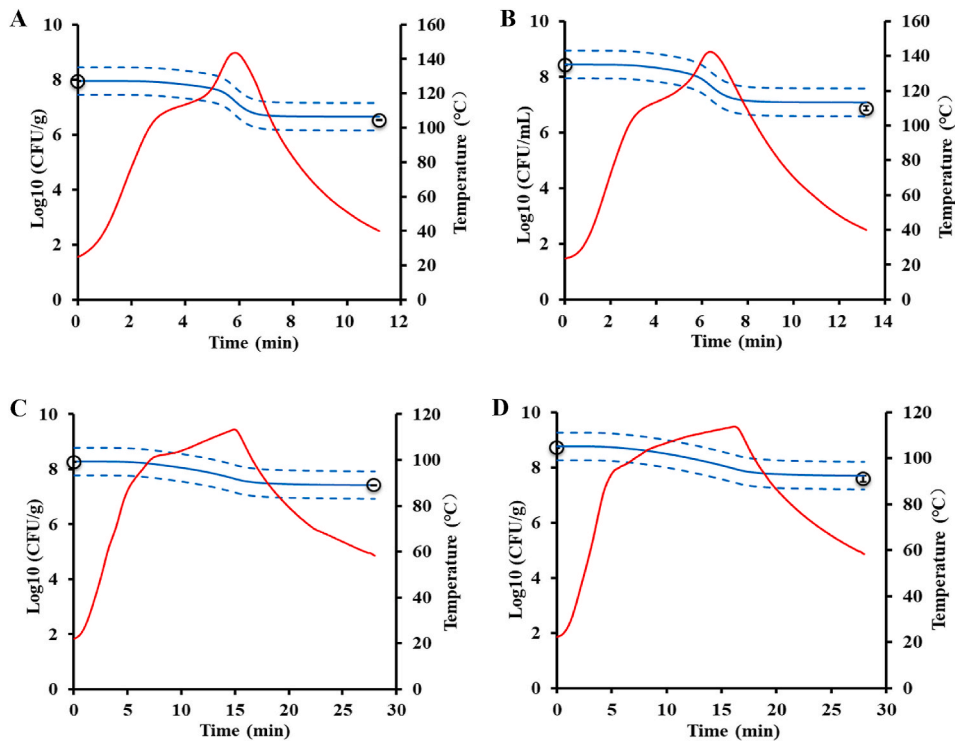 A
Log10 (CFU/g)
10
8
6
4
2
0
0 2 4 6 8 10 12
Time (min)
160
140
120
100
80
60
40
20
0
Temperature (℃)
B
Log10 (CFU/mL)
10
8
6
4
2
0
0 2 4 6 8 10 12 14
Time (min)
160
140
120
100
80
60
40
20
0
Temperature (℃)
C
Log10 (CFU/g)
10
8
6
4
2
0
0 5 10 15 20 25 30
Time (min)
120
100
80
60
40
20
0
Temperature (℃)
D
Log10 (CFU/g)
10
8
6
4
2
0
0 5 10 15 20 25 30
Time (min)
120
100
80
60
40
20
0
Temperature (℃)